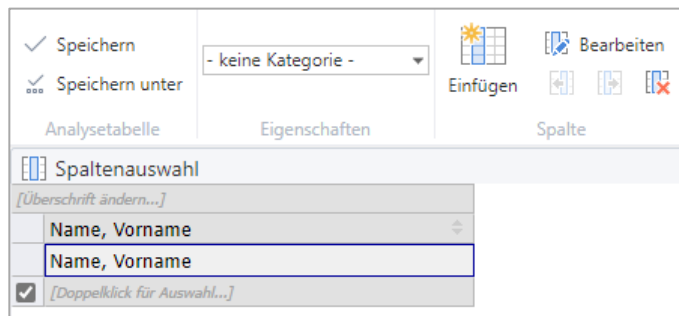 Speichern
Speichern unter
Analysetabelle
- keine Kategorie -
Eigenschaften
Einfügen
Bearbeiten
Spalte
Spaltenauswahl
[Überschrift ändern...]
Name, Vorname
Name, Vorname
[Doppelklick für Auswahl...]